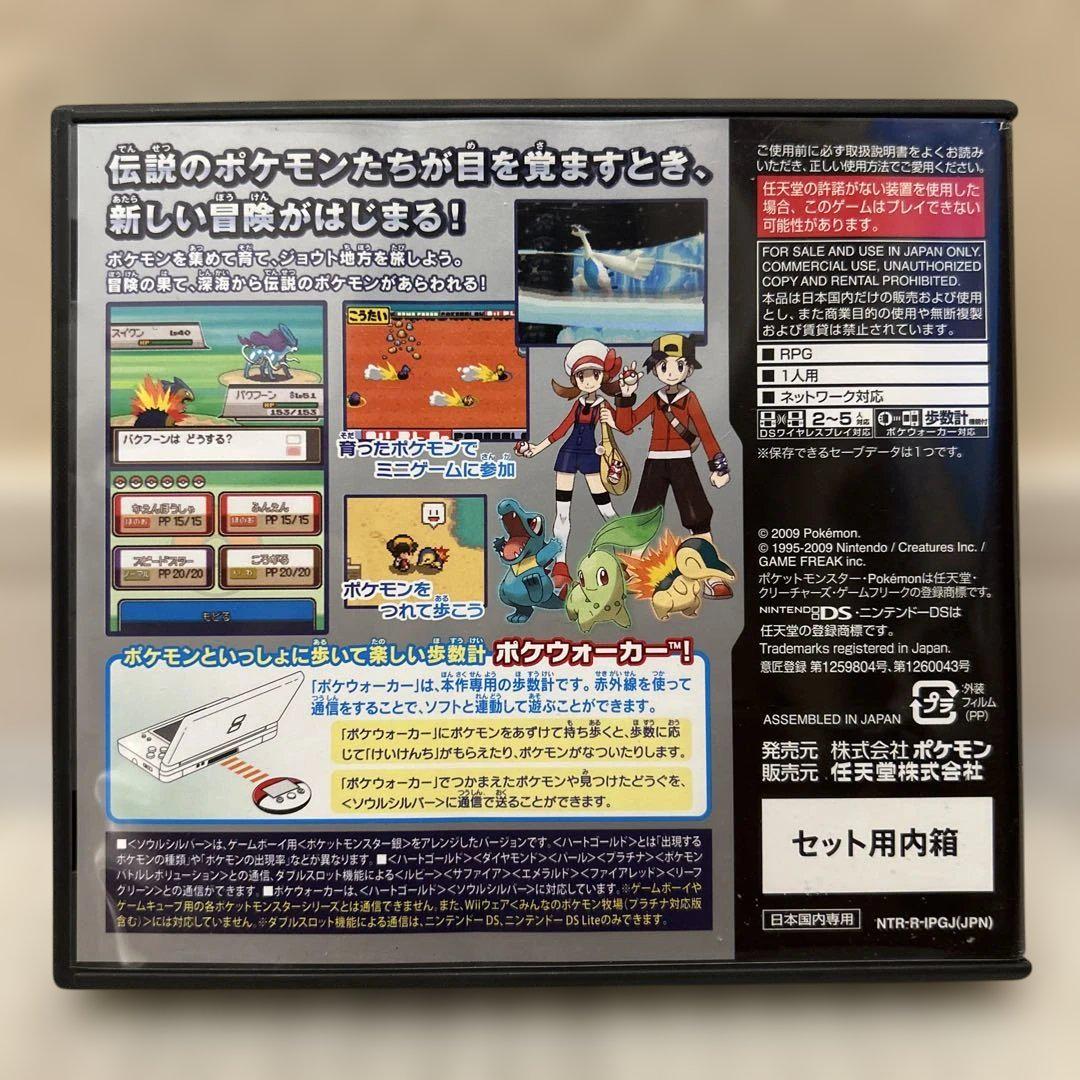 伝説のポケモンたちが目を覚ますとき、
新しい冒険がはじまる!
ポケモンを集めて育て、ジョウト地方を旅しよう。
冒険の果て、深海から伝説のポケモンがあらわれる!
スイクン Lv40
HP
バクフーン ♂Lv51
HP
153/153
バクフーンは どうする?
かえんほうしゃ
ほのお PP 15/15
ふんえん
ほのお PP 15/15
スピードスター
ノーマル PP 20/20
ころがる
いわ PP 20/20
もどる
こうたい
育ったポケモンで
ミニゲームに参加
ポケモンを
つれて歩こう
ポケモンといっしょに歩いて楽しい歩数計 ポケウォーカー™!
「ポケウォーカー」は、本作専用の歩数計です。赤外線を使って
通信をすることで、ソフトと連動して遊ぶことができます。
「ポケウォーカー」にポケモンをあずけて持ち歩くと、歩数に応
じて「けいけんち」がもらえたり、ポケモンがなついたりします。
「ポケウォーカー」でつかまえたポケモンや見つけたどうぐを、
<ソウルシルバー>に通信で送ることができます。
■<ソウルシルバー>は、ゲームボーイ用<ポケットモンスター銀>をアレンジしたバージョンです。<ハートゴールド>とは「出現する
ポケモンの種類」や「ポケモンの出現率」などが異なります。■<ハートゴールド><ダイヤモンド><パール><プラチナ><ポケモン
バトルレボリューション>との通信、ダブルスロット機能による<ルビー><サファイア><エメラルド><ファイアレッド><リーフ
グリーン>との通信ができます。■ポケウォーカーは、<ハートゴールド><ソウルシルバー>に対応しています。※ゲームボーイや
ゲームキューブ用の各ポケットモンスターシリーズとは通信できません。また、Wiiウェア<みんなのポケモン牧場(プラチナ対応版
含む)>には対応していません。※ダブルスロット機能による通信は、ニンテンドーDS、ニンテンドーDS Liteのみできます。
ご使用前に必ず取扱説明書をよくお読み
いただき、正しい使用方法でご愛用ください。
任天堂の許諾がない装置を使用した
場合、このゲームはプレイできない
可能性があります。
FOR SALE AND USE IN JAPAN ONLY.
COMMERCIAL USE, UNAUTHORIZED
COPY AND RENTAL PROHIBITED.
本品は日本国内だけの販売および使用
とし、また商業目的の使用や無断複製
および賃貸は禁止されています。
■ RPG
■ 1人用
■ ネットワーク対応
2~5人対応
DSワイヤレスプレイ対応
歩数計機能付
ポケウォーカー対応
※保存できるセーブデータは1つです。
© 2009 Pokémon.
© 1995-2009 Nintendo / Creatures Inc. /
GAME FREAK inc.
ポケットモンスター・Pokémonは任天堂・
クリーチャーズ・ゲームフリークの登録商標です。
NINTENDO DS・ニンテンドーDSは
任天堂の登録商標です。
Trademarks registered in Japan.
意匠登録 第1259804号、第1260043号
ASSEMBLED IN JAPAN
プラ
:外装
フィルム
(PP)
発売元 株式会社 ポケモン
販売元 任天堂株式会社
セット用内箱
日本国内専用
NTR-R-IPGJ(JPN)